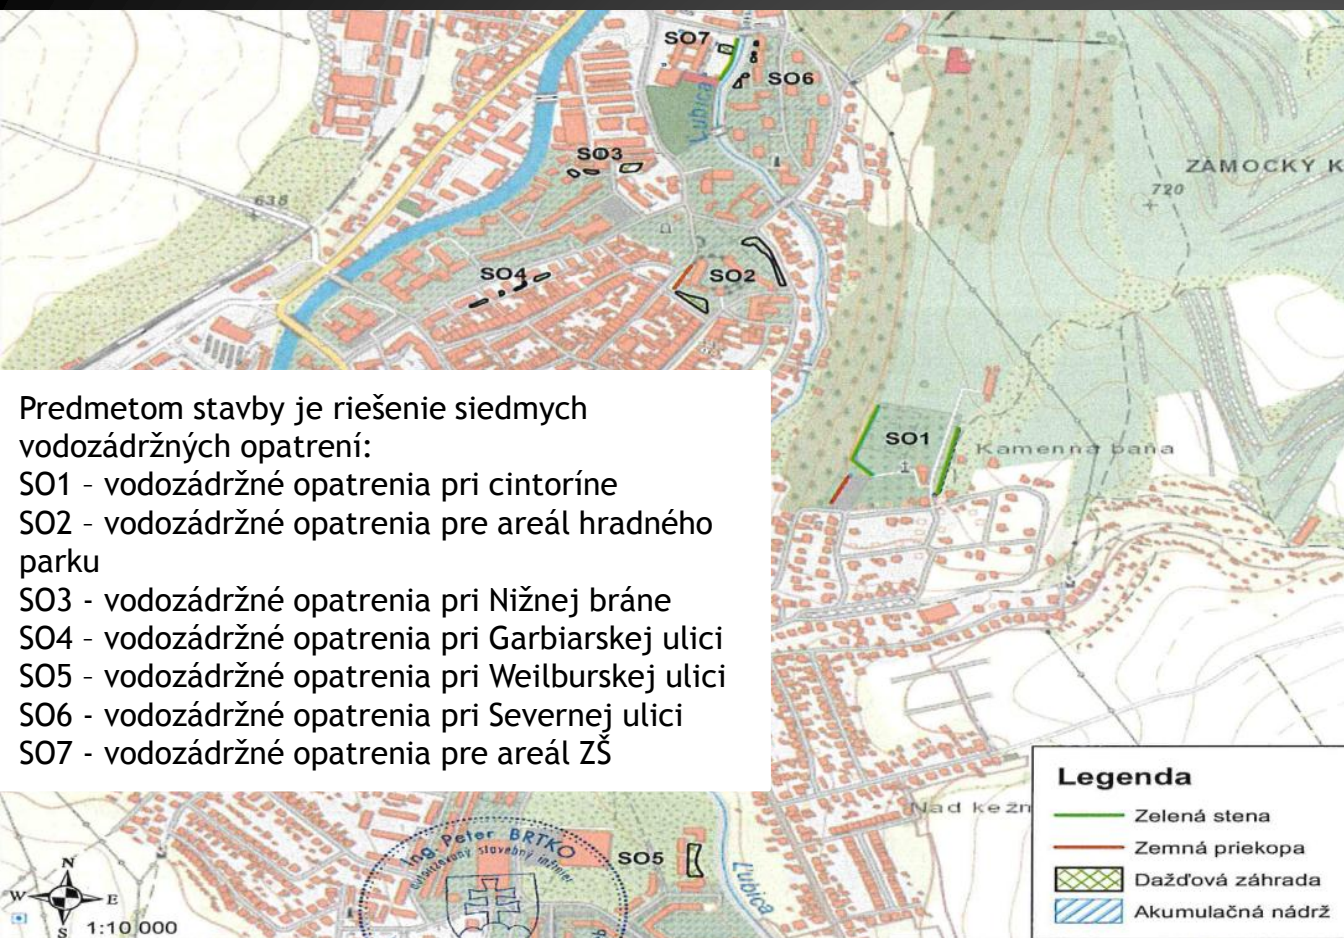 SO7
SO6
Ľubica
SO3
ZÁMOCKÝ K
720
638
SO4
SO2
SO1
Kamenná baňa
Predmetom stavby je riešenie siedmych
vodozádržných opatrení:
SO1 – vodozádržné opatrenia pri cintoríne
SO2 – vodozádržné opatrenia pre areál hradného
parku
SO3 - vodozádržné opatrenia pri Nižnej bráne
SO4 – vodozádržné opatrenia pri Garbiarskej ulici
SO5 – vodozádržné opatrenia pri Weilburskej ulici
SO6 - vodozádržné opatrenia pri Severnej ulici
SO7 - vodozádržné opatrenia pre areál ZŠ
Nad kežm
Ing. Peter BRTKO
autorizovaný stavebný inžinier
SO5
Ľubica
N
W E
S
1:10 000
Legenda
Zelená stena
Zemná priekopa
Dažďová záhrada
Akumulačná nádrž